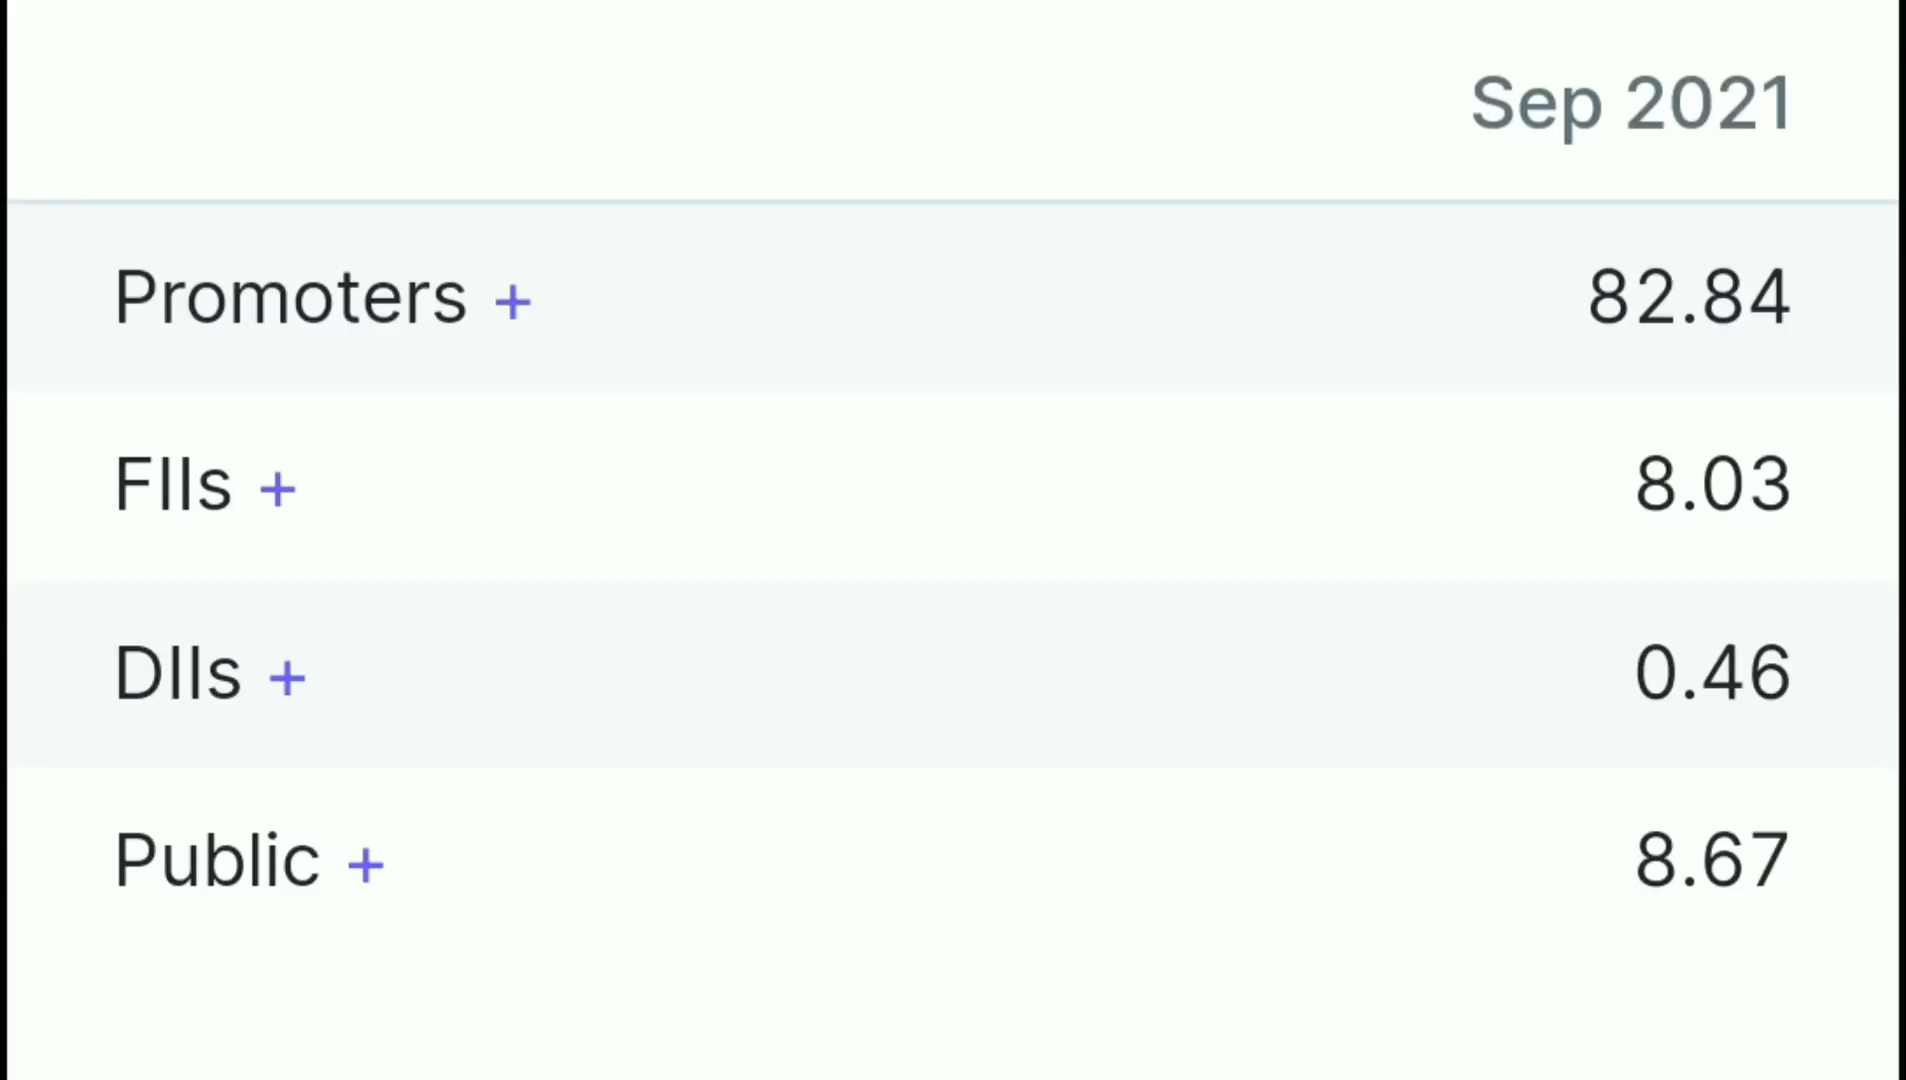 Sep 2021
Promoters + 82.84
FIIs + 8.03
DIIs + 0.46
Public + 8.67